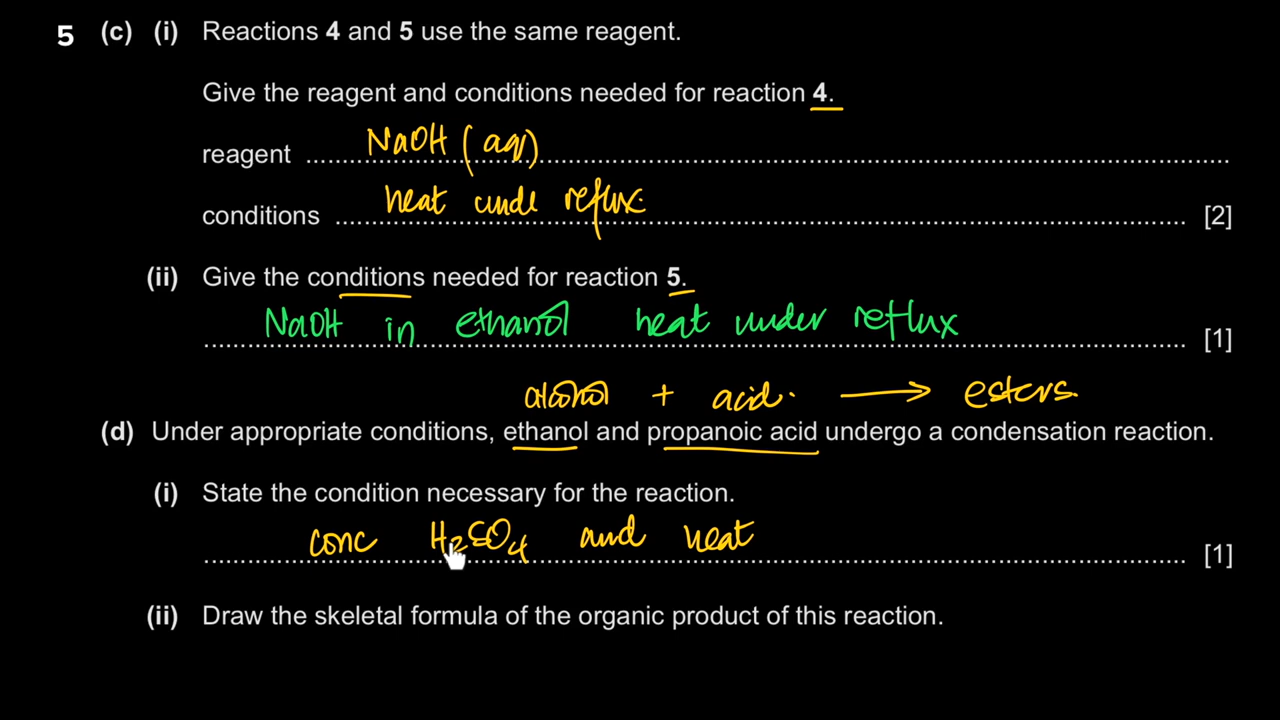 5 (c) (i) Reactions 4 and 5 use the same reagent.
Give the reagent and conditions needed for reaction 4.
reagent NaOH (aq)
conditions heat unde reflux. [2]
(ii) Give the conditions needed for reaction 5.
NaOH in ethanol heat under reflux [1]
alcohol + acid. → esters.
(d) Under appropriate conditions, ethanol and propanoic acid undergo a condensation reaction.
(i) State the condition necessary for the reaction.
conc H2SO4 and heat [1]
(ii) Draw the skeletal formula of the organic product of this reaction.